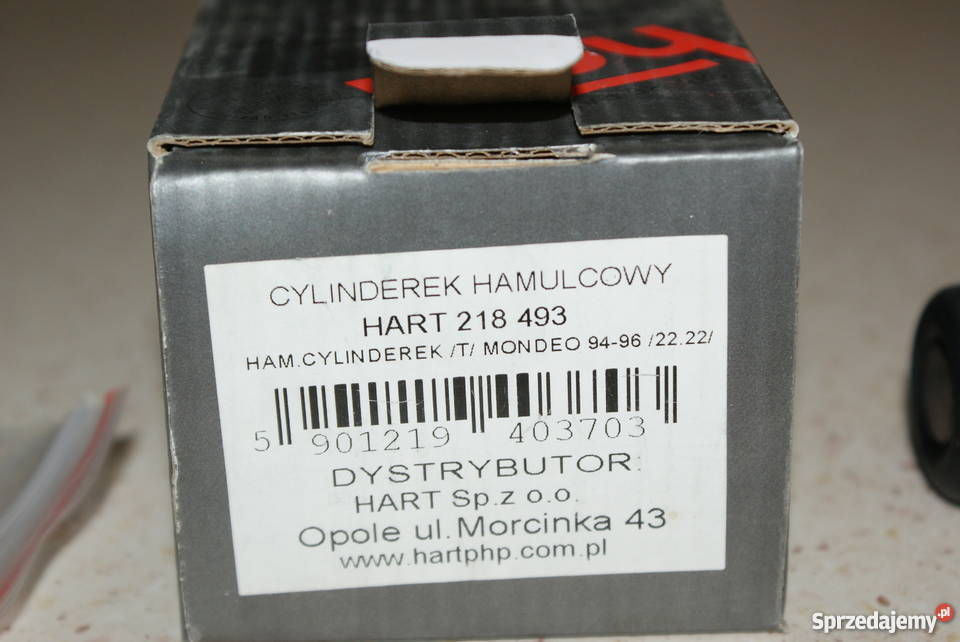 CYLINDEREK HAMULCOWY
HART 218 493
HAM.CYLINDEREK /T/ MONDEO 94-96 /22.22/
5 901219 403703
DYSTRYBUTOR:
HART Sp.z o.o.
Opole ul.Morcinka 43
www.hartphp.com.pl
Sprzedajemy.pl